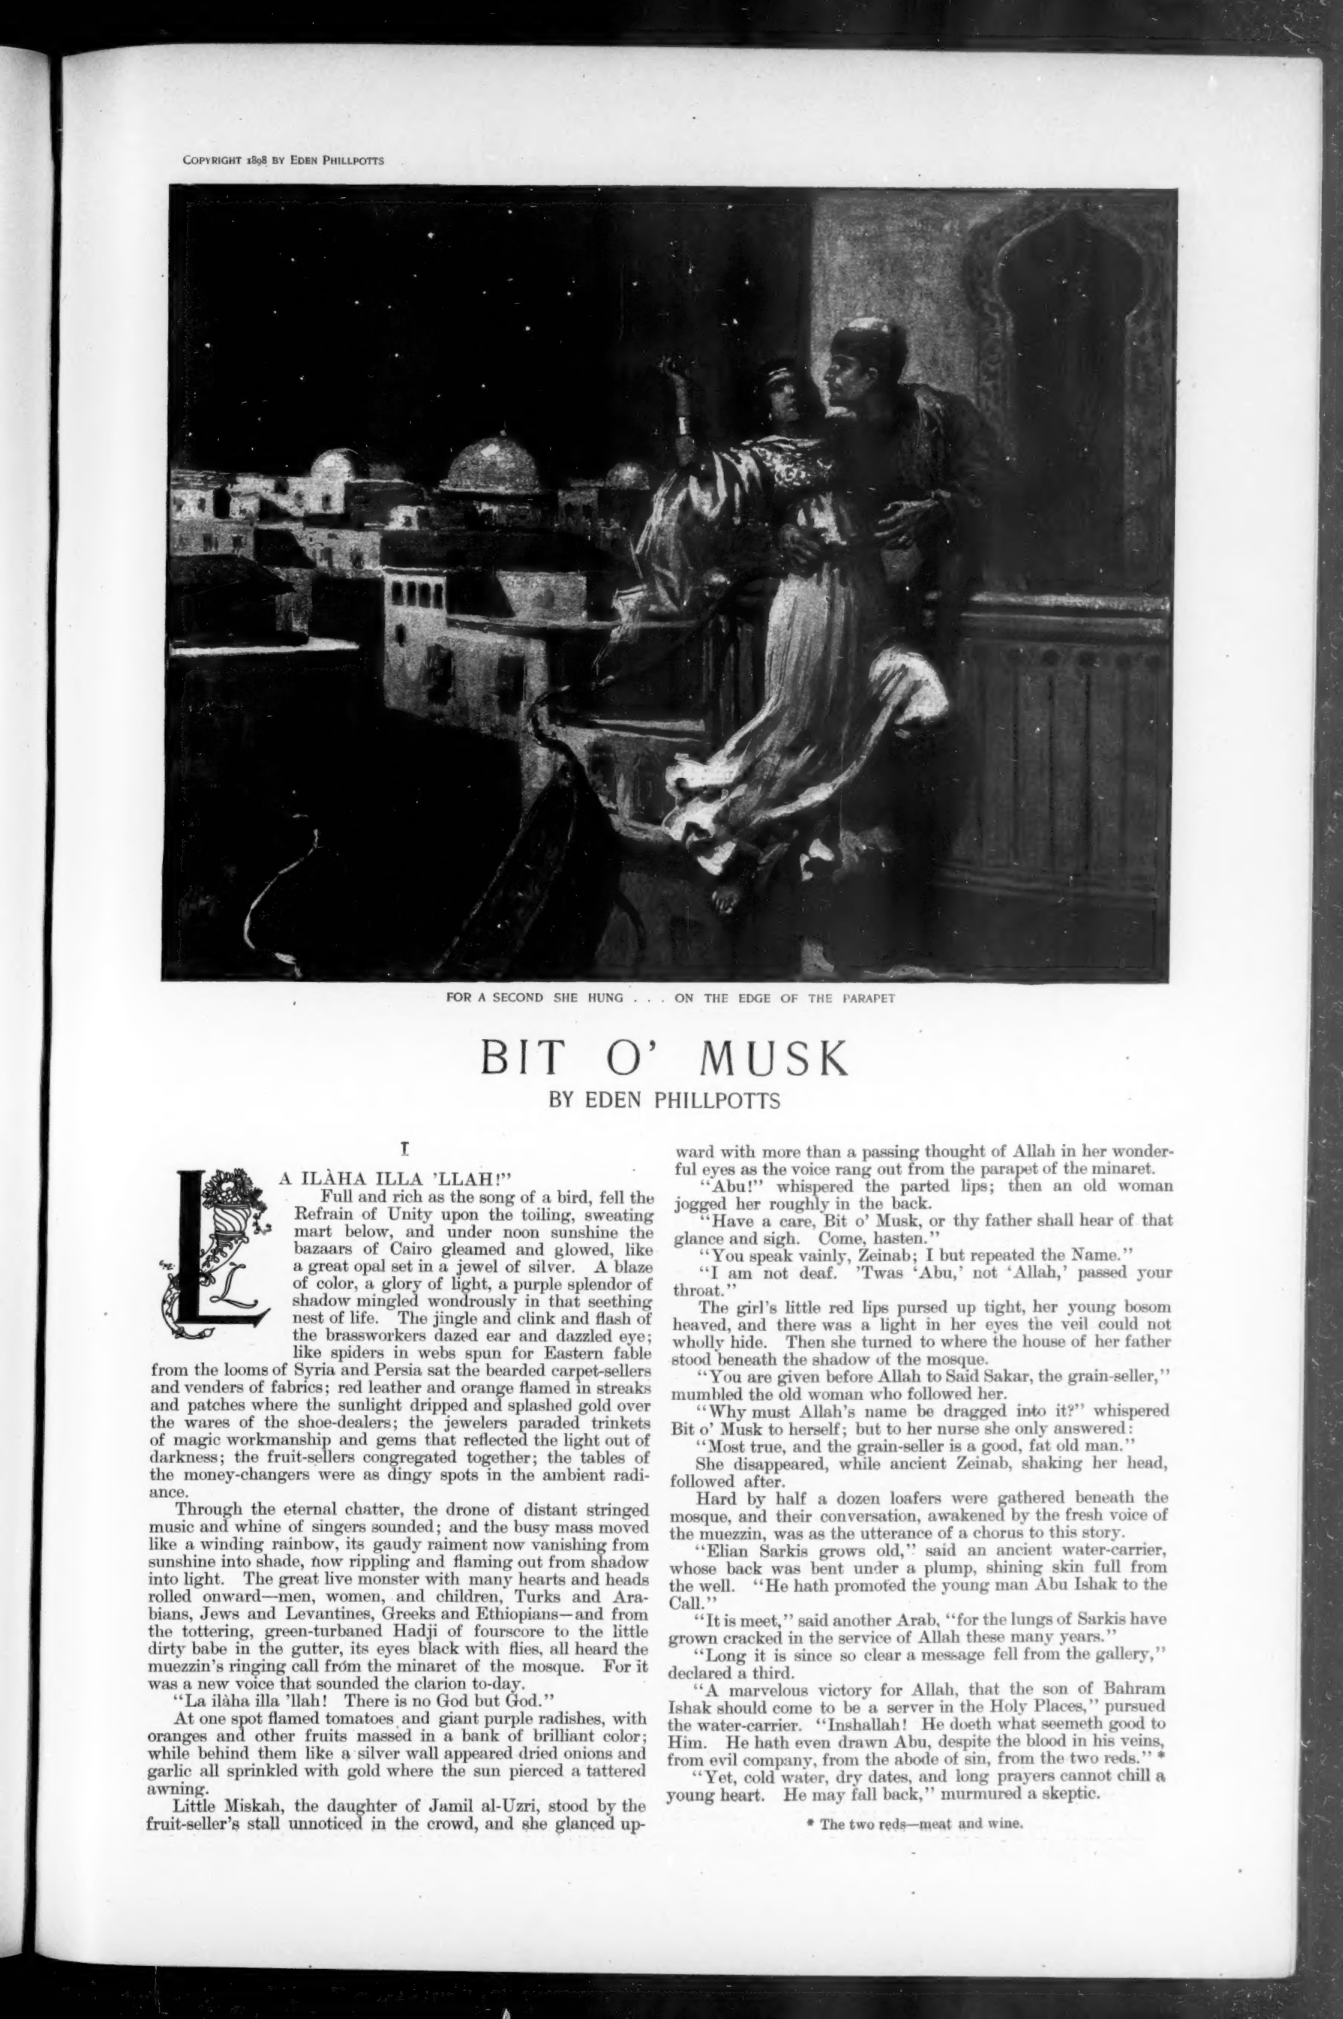 COPYRIGHT 1898 BY EDEN PHILLPOTTS
FOR A SECOND SHE HUNG . . . ON THE EDGE OF THE PARAPET
BIT O' MUSK
BY EDEN PHILLPOTTS
I
LA ILÀHA ILLA 'LLAH!"
Full and rich as the song of a bird, fell the
Refrain of Unity upon the toiling, sweating
mart below, and under noon sunshine the
bazaars of Cairo gleamed and glowed, like
a great opal set in a jewel of silver. A blaze
of color, a glory of light, a purple splendor of
shadow mingled wondrously in that seething
nest of life. The jingle and clink and flash of
the brassworkers dazed ear and dazzled eye;
like spiders in webs spun for Eastern fable
from the looms of Syria and Persia sat the bearded carpet-sellers
and venders of fabrics; red leather and orange flamed in streaks
and patches where the sunlight dripped and splashed gold over
the wares of the shoe-dealers; the jewelers paraded trinkets
of magic workmanship and gems that reflected the light out of
darkness; the fruit-sellers congregated together; the tables of
the money-changers were as dingy spots in the ambient radi-
ance.
Through the eternal chatter, the drone of distant stringed
music and whine of singers sounded; and the busy mass moved
like a winding rainbow, its gaudy raiment now vanishing from
sunshine into shade, now rippling and flaming out from shadow
into light. The great live monster with many hearts and heads
rolled onward—men, women, and children, Turks and Ara-
bians, Jews and Levantines, Greeks and Ethiopians—and from
the tottering, green-turbaned Hadji of fourscore to the little
dirty babe in the gutter, its eyes black with flies, all heard the
muezzin's ringing call from the minaret of the mosque. For it
was a new voice that sounded the clarion to-day.
"La ilàha illa 'llah! There is no God but God."
At one spot flamed tomatoes and giant purple radishes, with
oranges and other fruits massed in a bank of brilliant color;
while behind them like a silver wall appeared dried onions and
garlic all sprinkled with gold where the sun pierced a tattered
awning.
Little Miskah, the daughter of Jamil al-Uzri, stood by the
fruit-seller's stall unnoticed in the crowd, and she glanced up-
ward with more than a passing thought of Allah in her wonder-
ful eyes as the voice rang out from the parapet of the minaret.
"Abu!" whispered the parted lips; then an old woman
jogged her roughly in the back.
"Have a care, Bit o' Musk, or thy father shall hear of that
glance and sigh. Come, hasten."
"You speak vainly, Zeinab; I but repeated the Name."
"I am not deaf. 'Twas 'Abu,' not 'Allah,' passed your
throat."
The girl's little red lips pursed up tight, her young bosom
heaved, and there was a light in her eyes the veil could not
wholly hide. Then she turned to where the house of her father
stood beneath the shadow of the mosque.
"You are given before Allah to Said Sakar, the grain-seller,"
mumbled the old woman who followed her.
"Why must Allah's name be dragged into it?" whispered
Bit o' Musk to herself; but to her nurse she only answered:
"Most true, and the grain-seller is a good, fat old man."
She disappeared, while ancient Zeinab, shaking her head,
followed after.
Hard by half a dozen loafers were gathered beneath the
mosque, and their conversation, awakened by the fresh voice of
the muezzin, was as the utterance of a chorus to this story.
"Elian Sarkis grows old," said an ancient water-carrier,
whose back was bent under a plump, shining skin full from
the well. "He hath promoted the young man Abu Ishak to the
Call."
"It is meet," said another Arab, "for the lungs of Sarkis have
grown cracked in the service of Allah these many years."
"Long it is since so clear a message fell from the gallery,"
declared a third.
"A marvelous victory for Allah, that the son of Bahram
Ishak should come to be a server in the Holy Places," pursued
the water-carrier. "Inshallah! He doeth what seemeth good to
Him. He hath even drawn Abu, despite the blood in his veins,
from evil company, from the abode of sin, from the two reds." *
"Yet, cold water, dry dates, and long prayers cannot chill a
young heart. He may fall back," murmured a skeptic.
* The two reds—meat and wine.